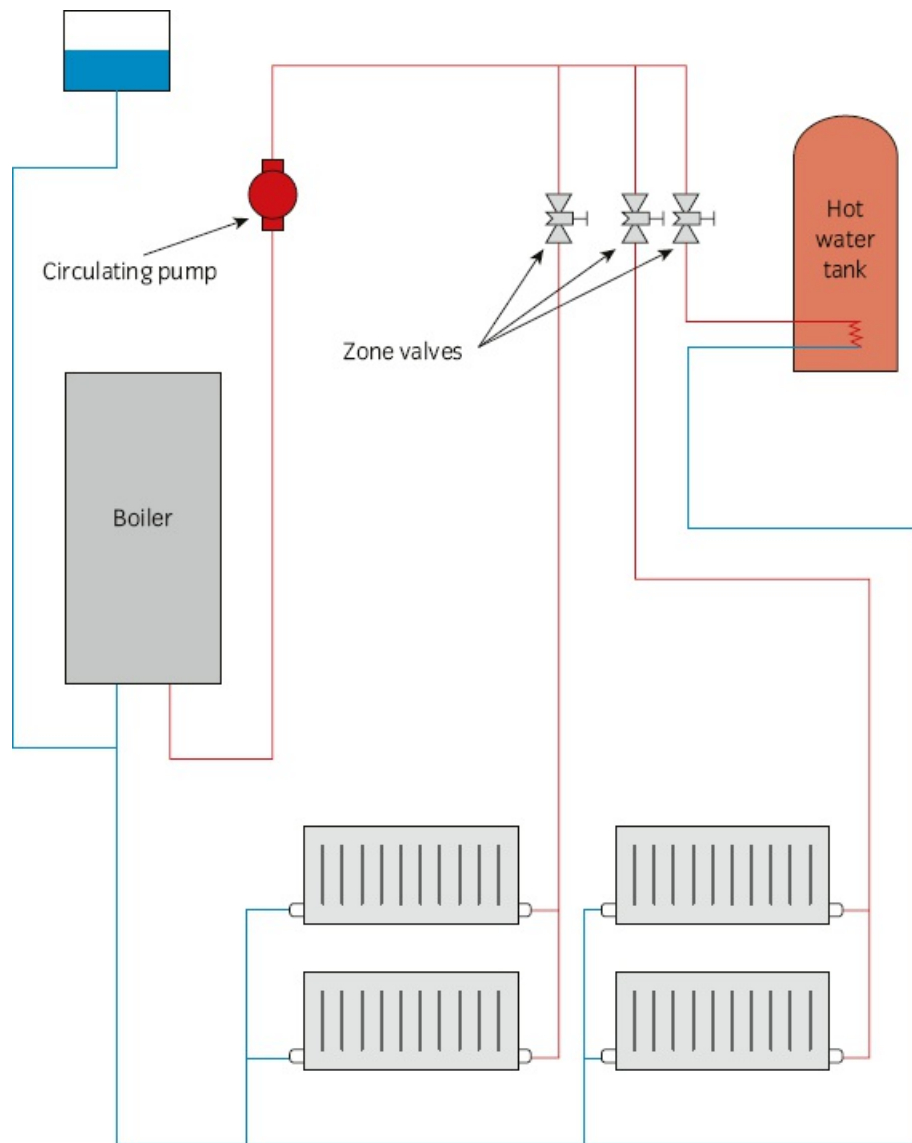 Circulating pump
Zone valves
Hot
water
tank
Boiler